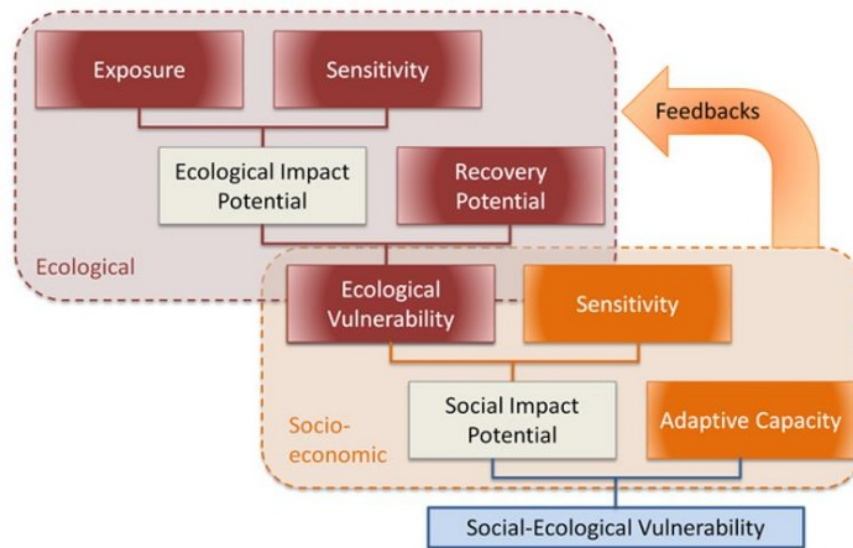 Exposure
Sensitivity
Feedbacks
Ecological Impact
Potential
Recovery
Potential
Ecological
Ecological
Vulnerability
Sensitivity
Social Impact
Potential
Adaptive Capacity
Socio-
economic
Social-Ecological Vulnerability